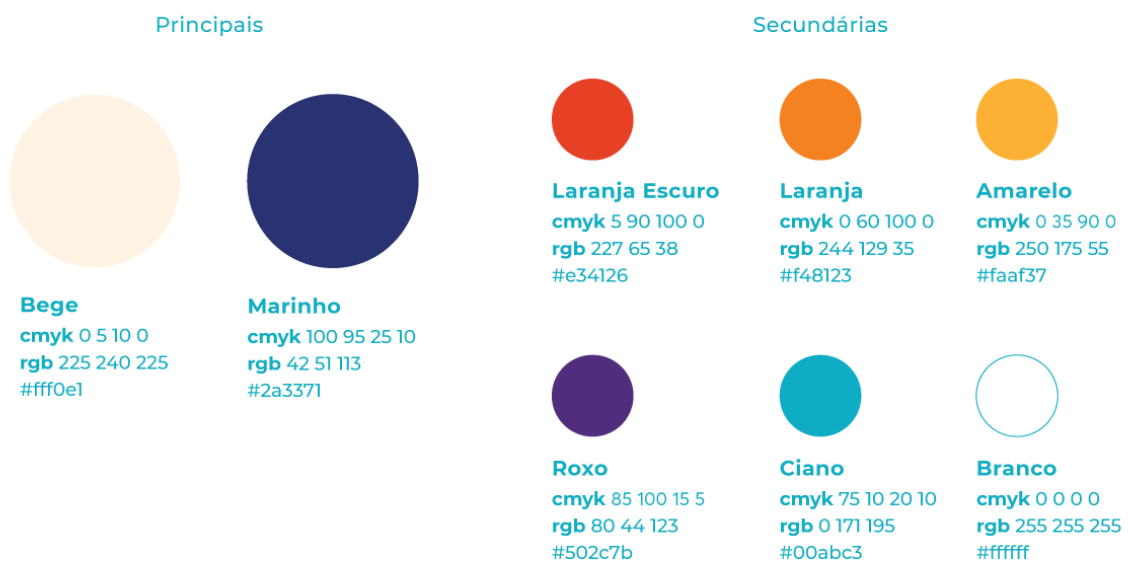 Principais
Bege
cmyk 0 5 10 0
rgb 225 240 225
#fff0e1
Marinho
cmyk 100 95 25 10
rgb 42 51 113
#2a3371
Secundárias
Laranja Escuro
cmyk 5 90 100 0
rgb 227 65 38
#e34126
Laranja
cmyk 0 60 100 0
rgb 244 129 35
#f48123
Amarelo
cmyk 0 35 90 0
rgb 250 175 55
#faaf37
Roxo
cmyk 85 100 15 5
rgb 80 44 123
#502c7b
Ciano
cmyk 75 10 20 10
rgb 0 171 195
#00abc3
Branco
cmyk 0 0 0 0
rgb 255 255 255
#ffffff